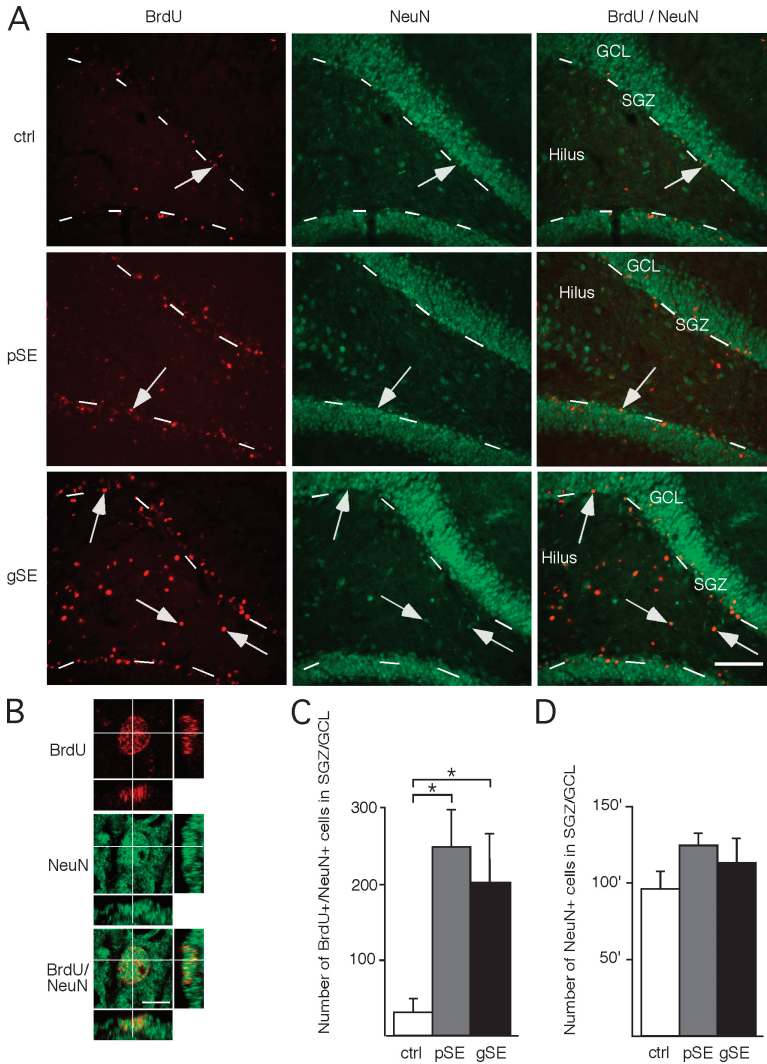 A
BrdU
NeuN
BrdU / NeuN
ctrl
GCL
SGZ
Hilus
pSE
GCL
Hilus
SGZ
gSE
GCL
Hilus
SGZ
B
BrdU
NeuN
BrdU/
NeuN
C
Number of BrdU+/NeuN+ cells in SGZ/GCL
300
200
100
*
*
ctrl pSE gSE
D
Number of NeuN+ cells in SGZ/GCL
150'
100'
50'
ctrl pSE gSE